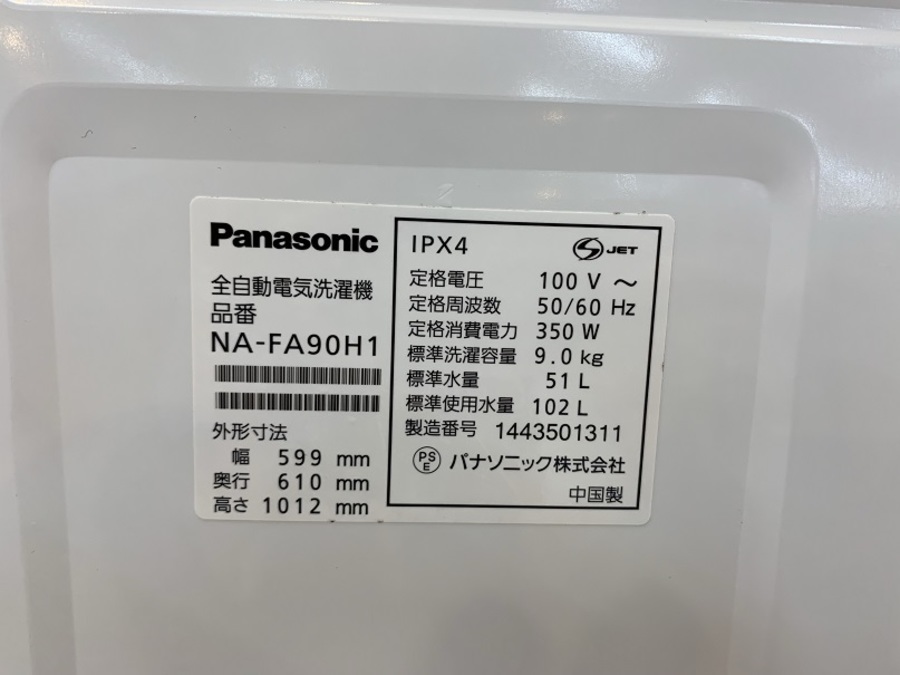 Panasonic
全自動電気洗濯機
品番
NA-FA90H1
外形寸法
幅 599 mm
奥行 610 mm
高さ 1012 mm
IPX4
S JET
定格電圧 100 V ～
定格周波数 50/60 Hz
定格消費電力 350 W
標準洗濯容量 9.0 kg
標準水量 51 L
標準使用水量 102 L
製造番号 1443501311
PSE パナソニック株式会社
中国製